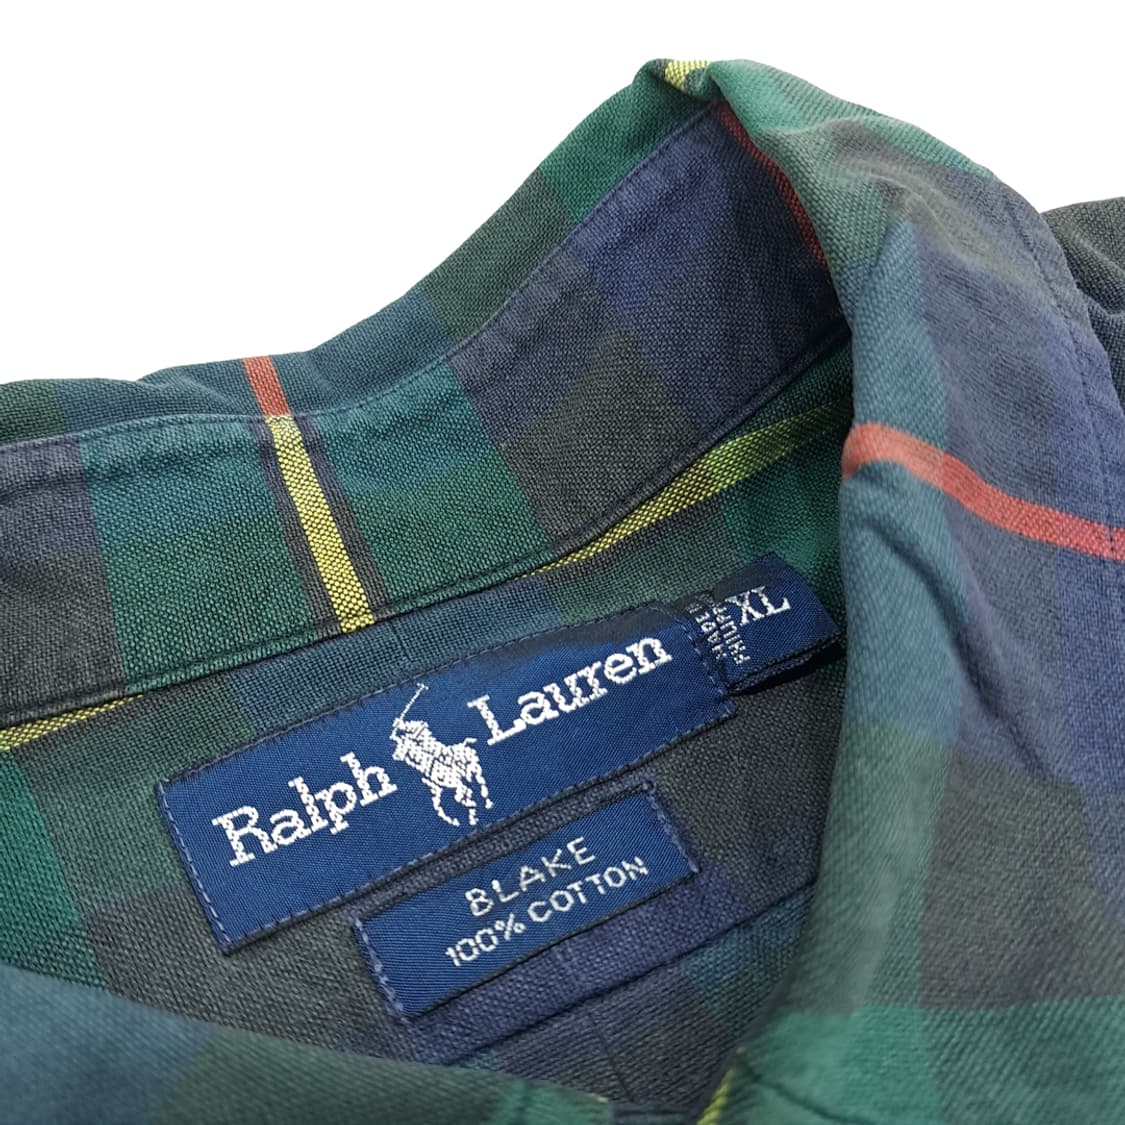 Ralph Lauren
XL
BLAKE
100% COTTON